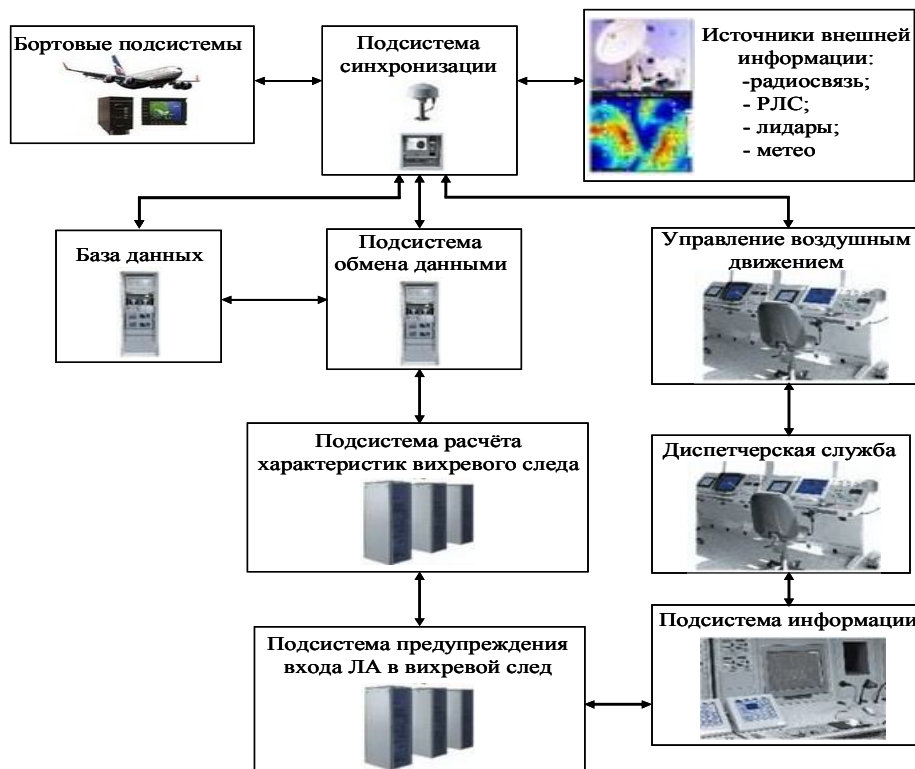 Бортовые подсистемы
Подсистема
синхронизации
Источники внешней
информации:
-радиосвязь;
- РЛС;
- лидары;
- метео
База данных
Подсистема
обмена данными
Управление воздушным
движением
Подсистема расчёта
характеристик вихревого следа
Диспетчерская служба
Подсистема предупреждения
входа ЛА в вихревой след
Подсистема информации